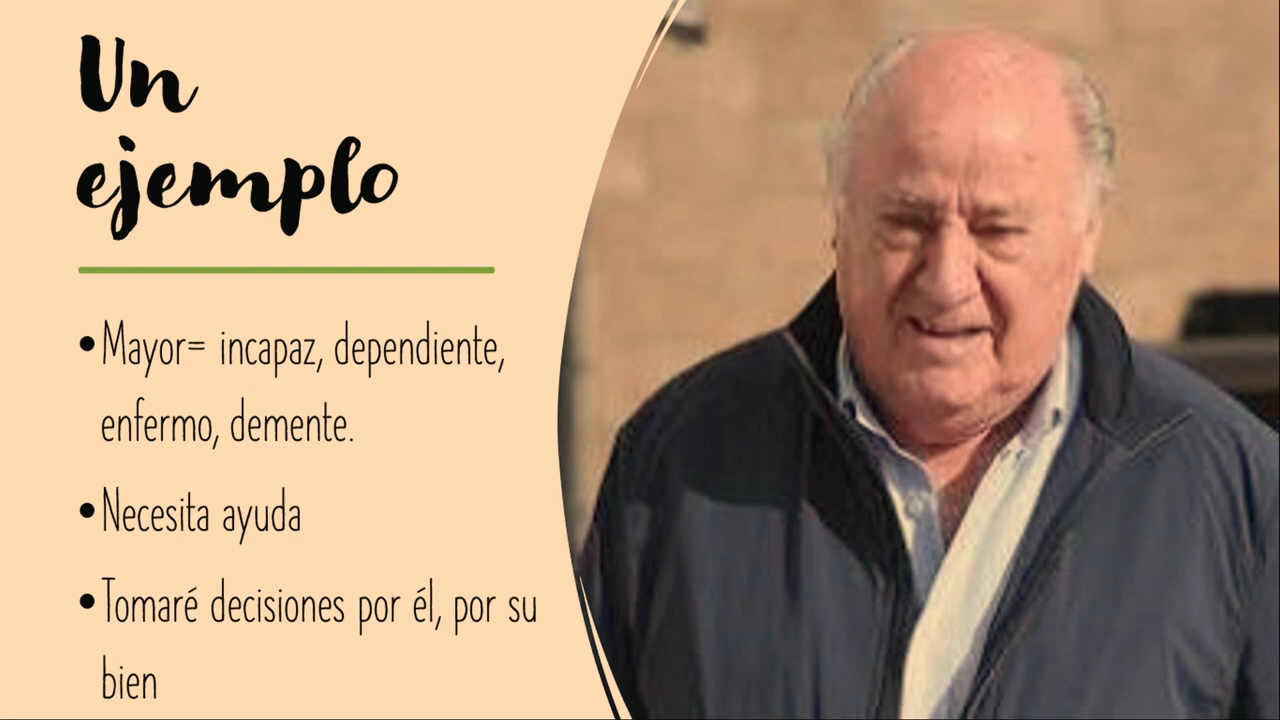 Un
ejemplo
•Mayor= incapaz, dependiente,
enfermo, demente.
•Necesita ayuda
•Tomaré decisiones por él, por su
bien